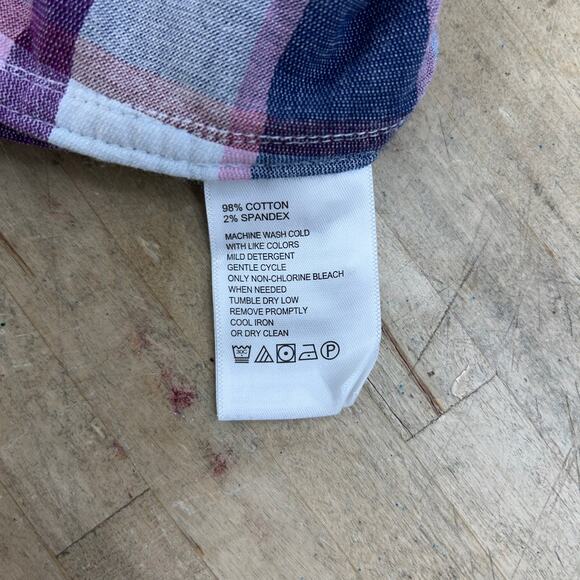 98% COTTON
2% SPANDEX
MACHINE WASH COLD
WITH LIKE COLORS
MILD DETERGENT
GENTLE CYCLE
ONLY NON-CHLORINE BLEACH
WHEN NEEDED
TUMBLE DRY LOW
REMOVE PROMPTLY
COOL IRON
OR DRY CLEAN
P